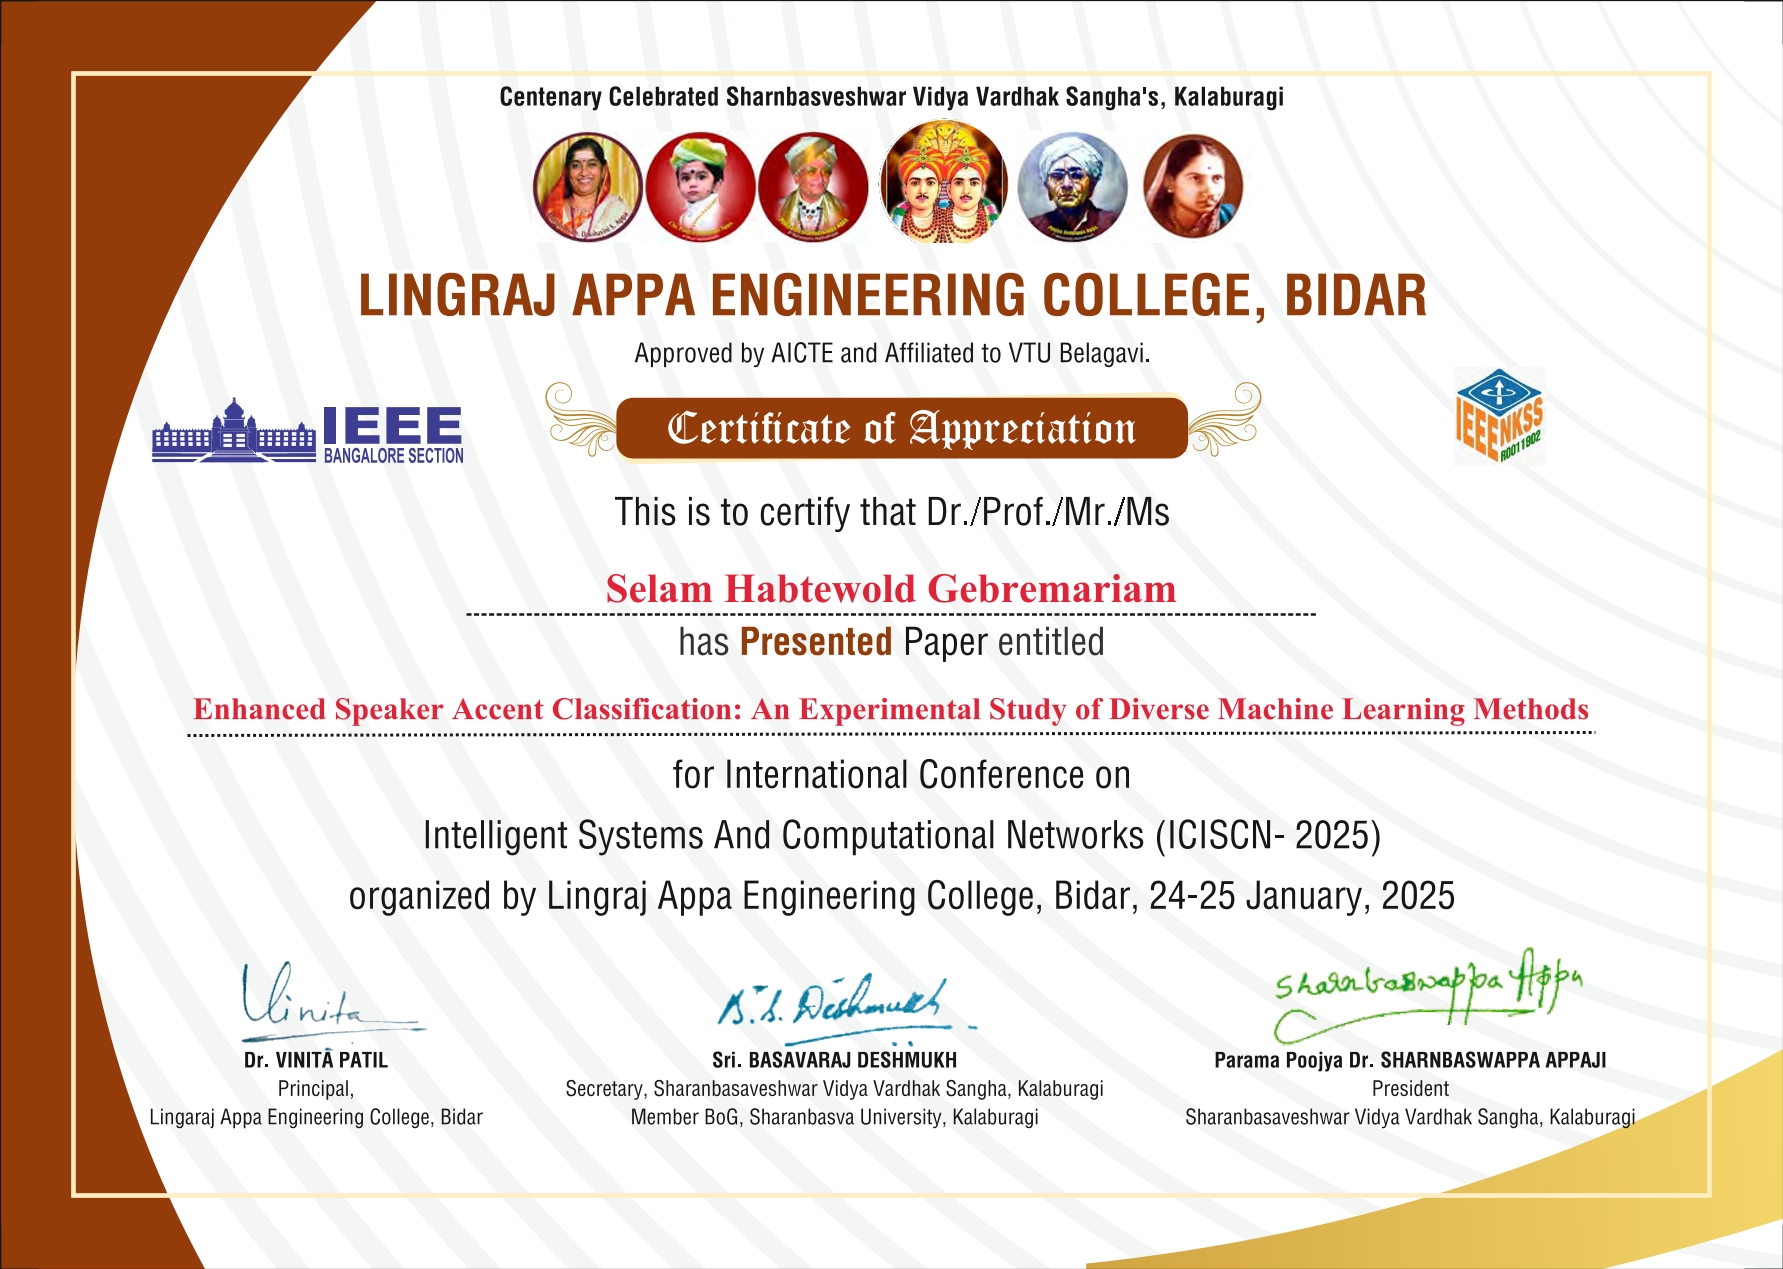 Centenary Celebrated Sharnbasveshwar Vidya Vardhak Sangha's, Kalaburagi
LINGRAJ APPA ENGINEERING COLLEGE, BIDAR
Approved by AICTE and Affiliated to VTU Belagavi.
IEEE
BANGALORE SECTION
Certificate of Appreciation
IEEE NKSS
R0011902
This is to certify that Dr./Prof./Mr./Ms
Selam Habtewold Gebremariam
has Presented Paper entitled
Enhanced Speaker Accent Classification: An Experimental Study of Diverse Machine Learning Methods
for International Conference on
Intelligent Systems And Computational Networks (ICISCN- 2025)
organized by Lingraj Appa Engineering College, Bidar, 24-25 January, 2025
Vinita
B.S. Deshmukh
Sharnbaswappa Appa
Dr. VINITA PATIL
Principal,
Lingaraj Appa Engineering College, Bidar
Sri. BASAVARAJ DESHMUKH
Secretary, Sharanbasaveshwar Vidya Vardhak Sangha, Kalaburagi
Member BoG, Sharanbasva University, Kalaburagi
Parama Poojya Dr. SHARNBASWAPPA APPAJI
President
Sharanbasaveshwar Vidya Vardhak Sangha, Kalaburagi